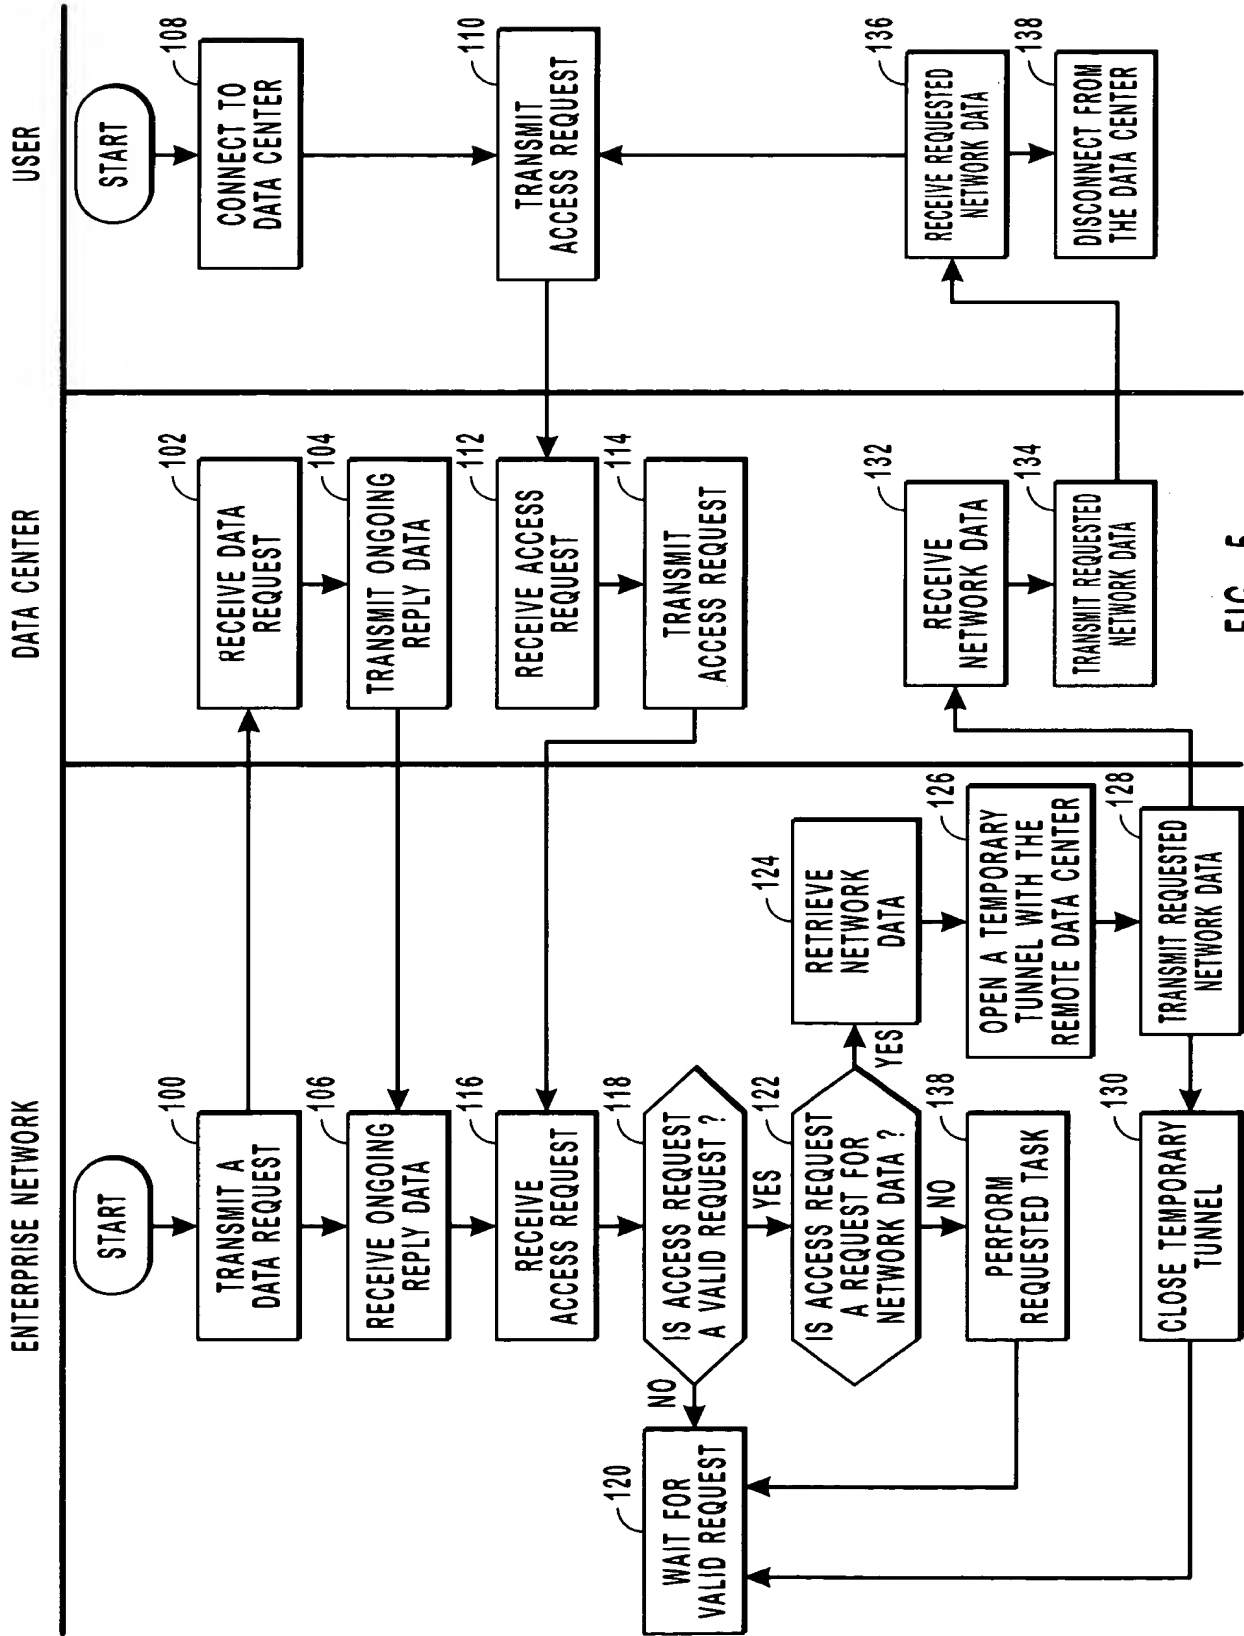 ENTERPRISE NETWORK
DATA CENTER
USER
START
100
TRANSMIT A
DATA REQUEST
106
RECEIVE ONGOING
REPLY DATA
116
RECEIVE
ACCESS REQUEST
118
IS ACCESS REQUEST
A VALID REQUEST ?
NO
YES
120
WAIT FOR
VALID REQUEST
122
IS ACCESS REQUEST
A REQUEST FOR
NETWORK DATA ?
YES
NO
124
RETRIEVE
NETWORK
DATA
138
PERFORM
REQUESTED TASK
126
OPEN A TEMPORARY
TUNNEL WITH THE
REMOTE DATA CENTER
128
TRANSMIT REQUESTED
NETWORK DATA
130
CLOSE TEMPORARY
TUNNEL
102
RECEIVE DATA
REQUEST
104
TRANSMIT ONGOING
REPLY DATA
112
RECEIVE ACCESS
REQUEST
114
TRANSMIT
ACCESS REQUEST
132
RECEIVE
NETWORK DATA
134
TRANSMIT REQUESTED
NETWORK DATA
START
108
CONNECT TO
DATA CENTER
110
TRANSMIT
ACCESS REQUEST
136
RECEIVE REQUESTED
NETWORK DATA
138
DISCONNECT FROM
THE DATA CENTER
FIG.